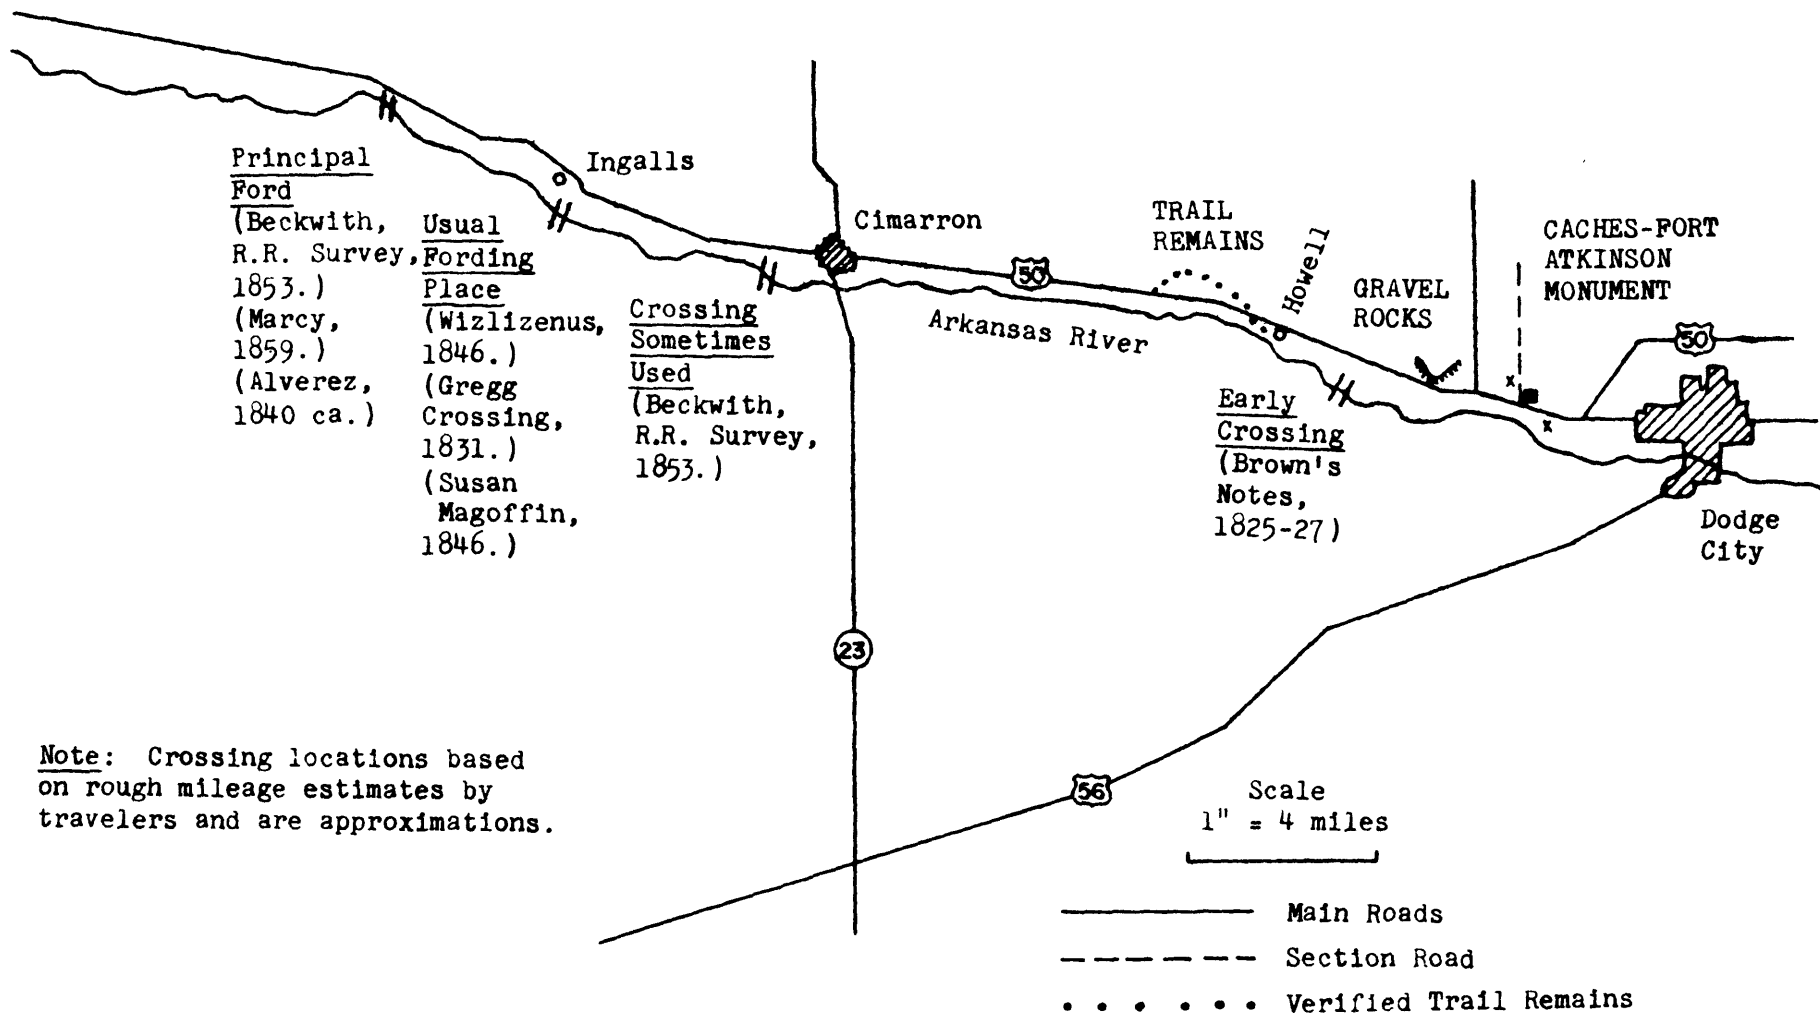 Principal
Ford
(Beckwith,
R.R. Survey,
1853.)
(Marcy,
1859.)
(Alverez,
1840 ca.)
Usual
Fording
Place
(Wizlizenus,
1846.)
(Gregg
Crossing,
1831.)
(Susan
Magoffin,
1846.)
Ingalls
Crossing
Sometimes
Used
(Beckwith,
R.R. Survey,
1853.)
Cimarron
50
Arkansas River
TRAIL
REMAINS
Howell
GRAVEL
ROCKS
CACHES-FORT
ATKINSON
MONUMENT
x
x
50
Early
Crossing
(Brown's
Notes,
1825-27)
Dodge
City
23
56
Note: Crossing locations based
on rough mileage estimates by
travelers and are approximations.
Scale
1" = 4 miles
Main Roads
Section Road
Verified Trail Remains